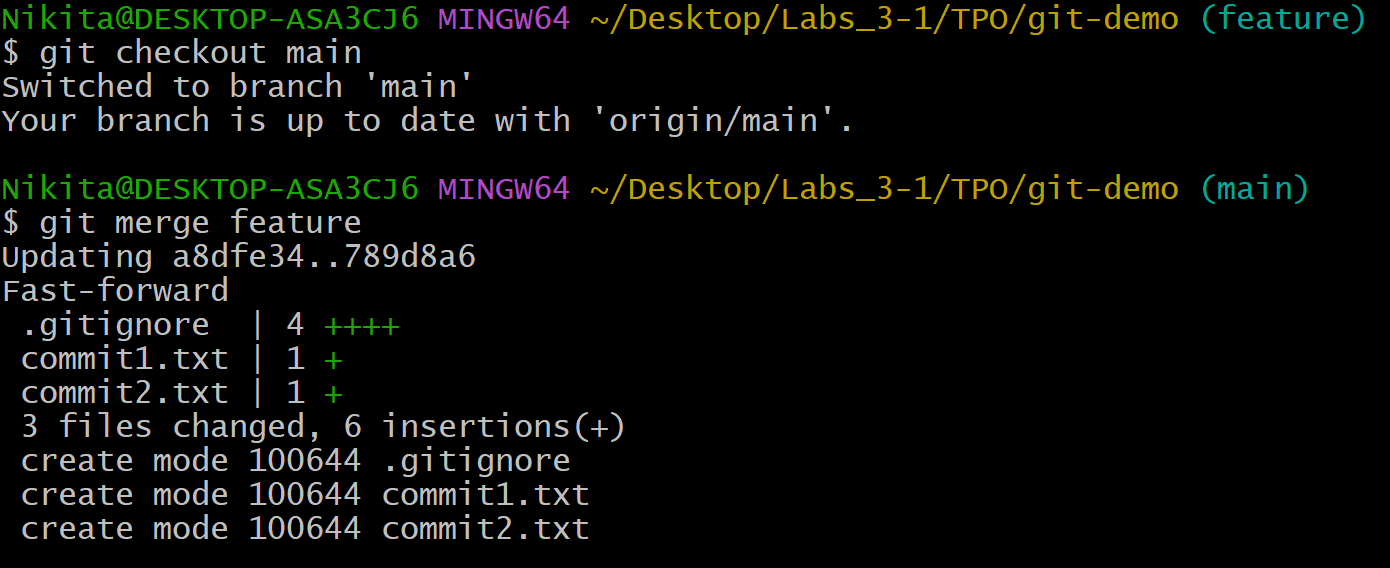 Nikita@DESKTOP-ASA3CJ6 MINGW64 ~/Desktop/Labs_3-1/TPO/git-demo (feature)
$ git checkout main
Switched to branch 'main'
Your branch is up to date with 'origin/main'.
Nikita@DESKTOP-ASA3CJ6 MINGW64 ~/Desktop/Labs_3-1/TPO/git-demo (main)
$ git merge feature
Updating a8dfe34..789d8a6
Fast-forward
 .gitignore  | 4 ++++
 commit1.txt | 1 +
 commit2.txt | 1 +
 3 files changed, 6 insertions(+)
 create mode 100644 .gitignore
 create mode 100644 commit1.txt
 create mode 100644 commit2.txt